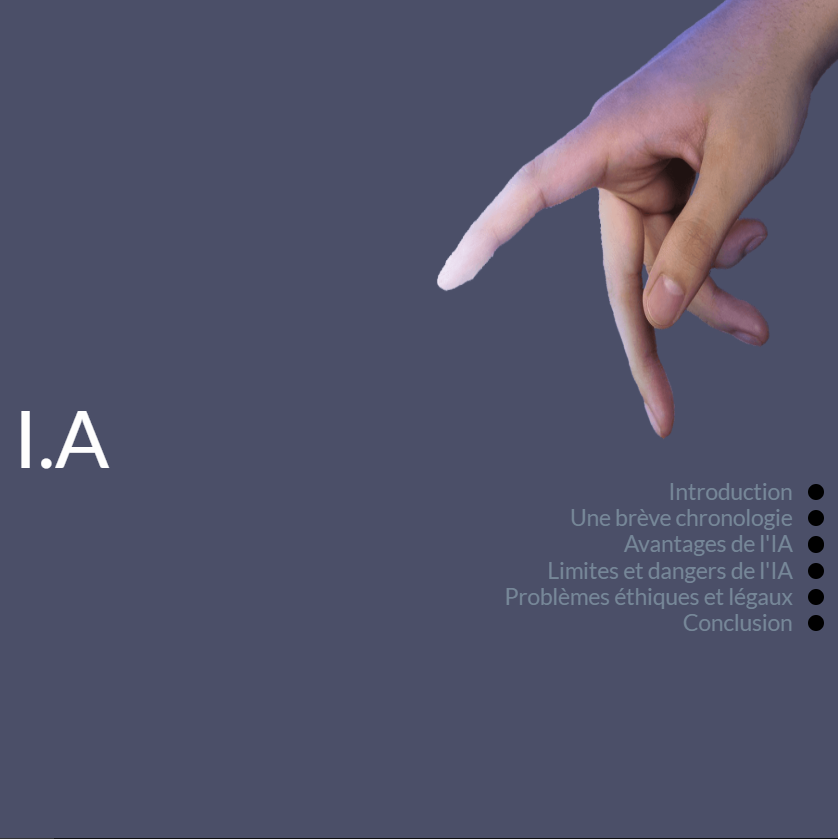 I.A
Introduction
Une brève chronologie
Avantages de l'IA
Limites et dangers de l'IA
Problèmes éthiques et légaux
Conclusion